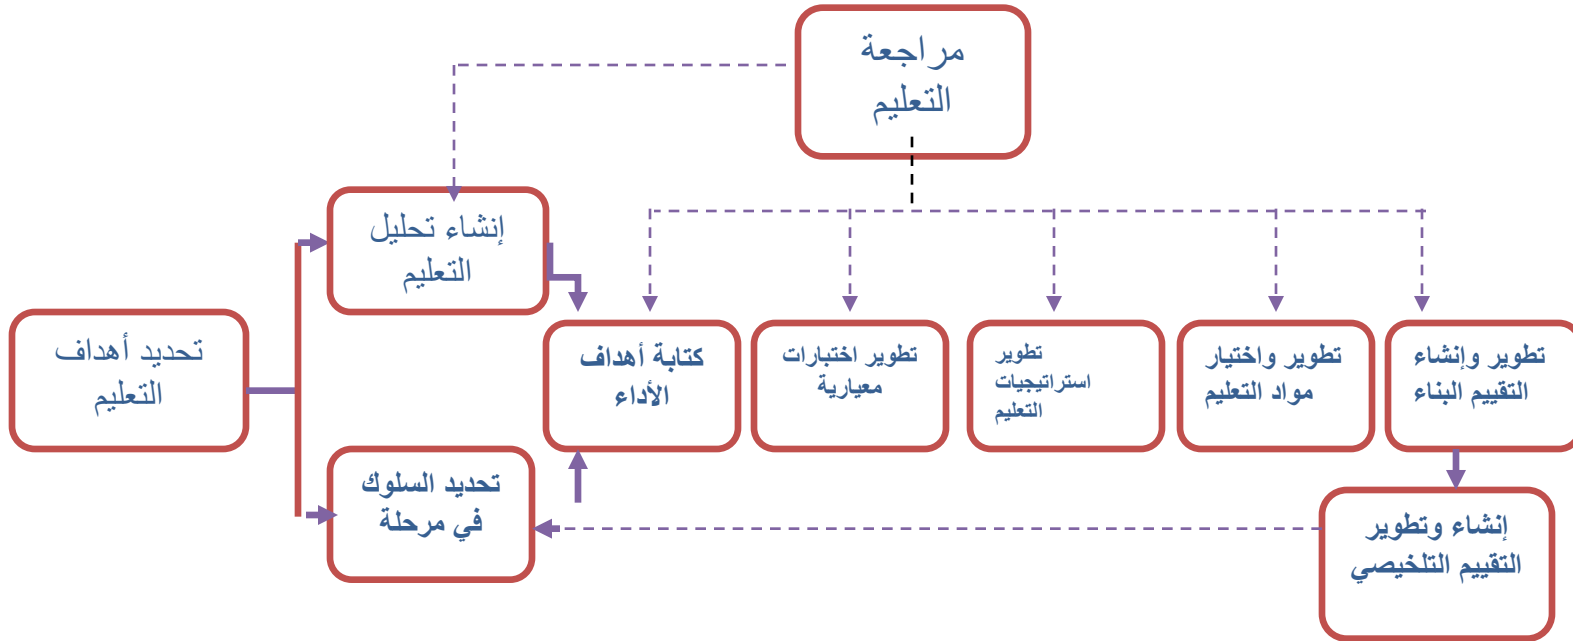 مراجعة
التعليم
إنشاء تحليل
التعليم
تحديد أهداف
التعليم
كتابة أهداف
الأداء
تطوير اختبارات
معيارية
تطوير
استراتيجيات
التعليم
تطوير واختيار
مواد التعليم
تطوير وإنشاء
التقييم البناء
تحديد السلوك
في مرحلة
إنشاء وتطوير
التقييم التلخيصي